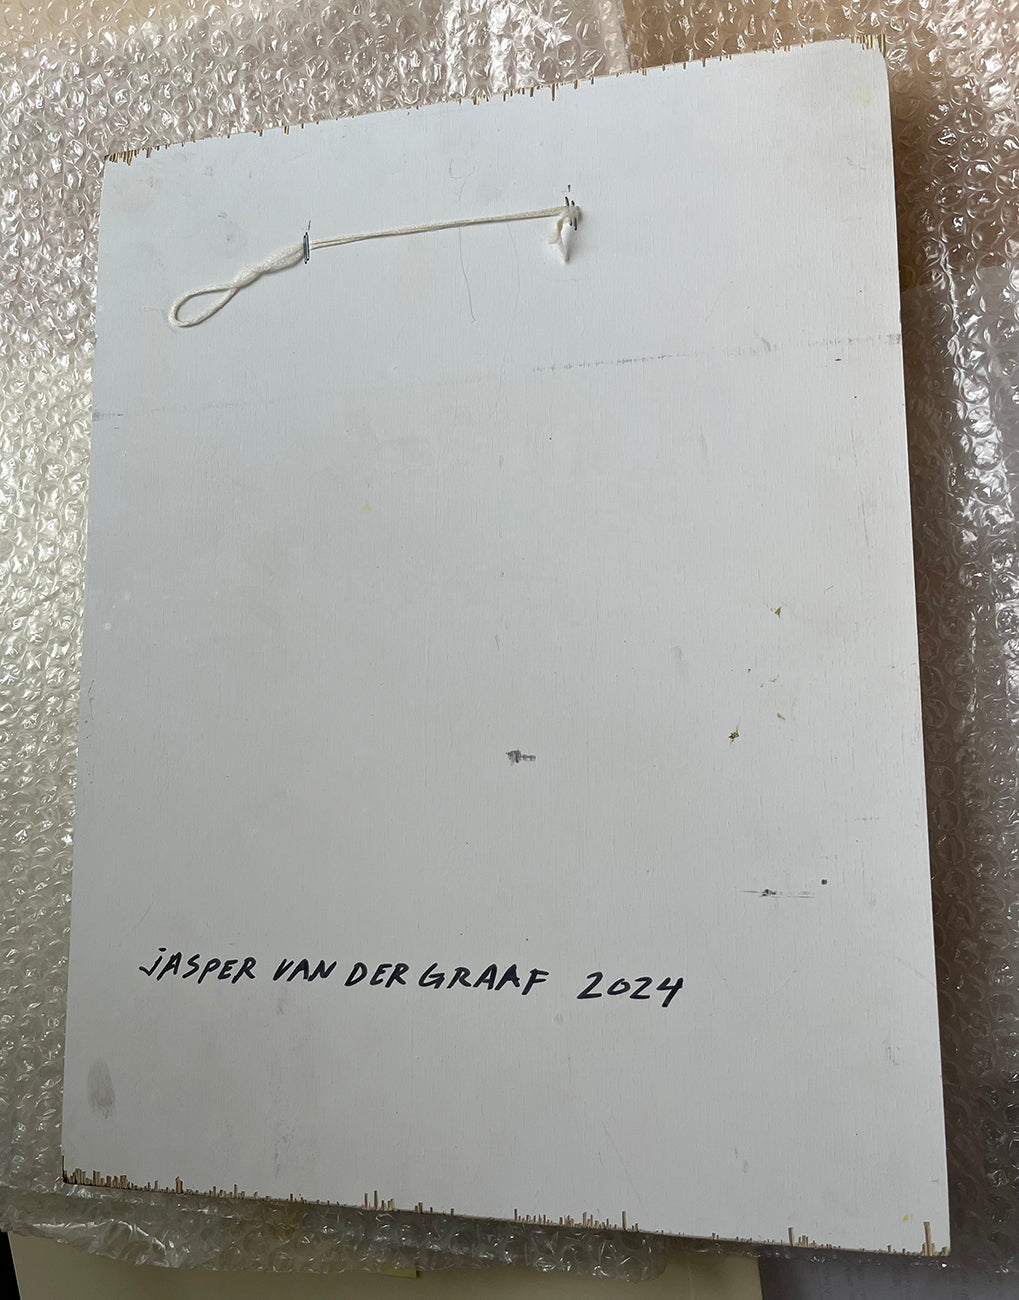 jASPER VAN DER GRAAF 2024